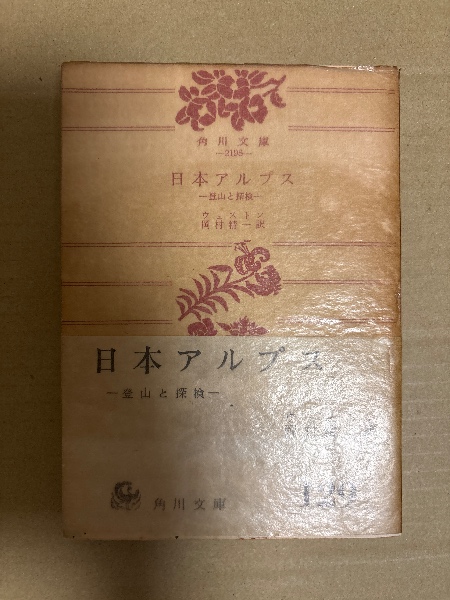 角川文庫
—2198—
日本アルプス
—登山と探検—
ウェストン
岡村精一訳
日本アルプス
—登山と探検—
角川文庫